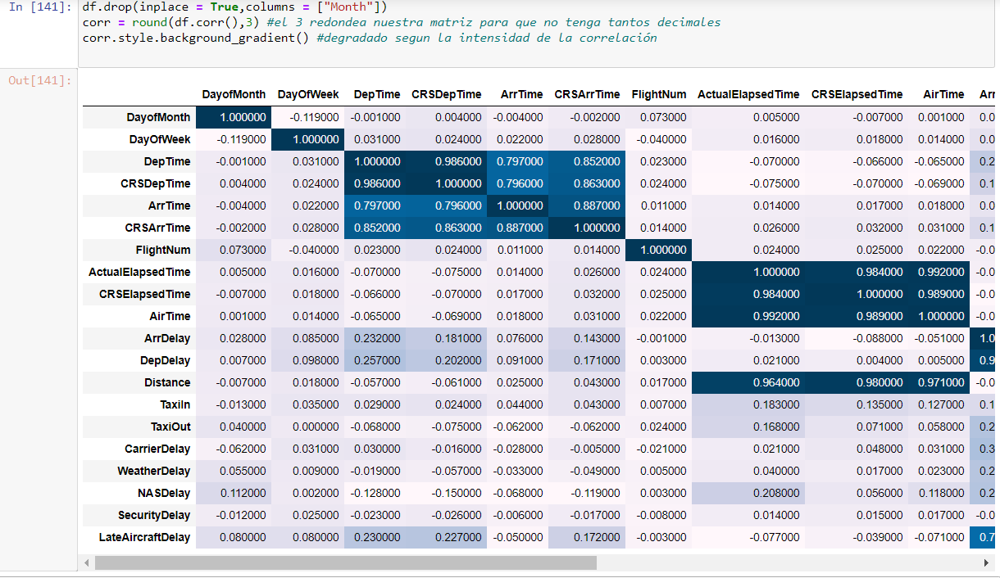 In [141]: df.drop(inplace = True,columns = ["Month"])
corr = round(df.corr(),3) #el 3 redondea nuestra matriz para que no tenga tantos decimales
corr.style.background_gradient() #degradado segun la intensidad de la correlación
Out[141]:
DayofMonth DayOfWeek DepTime CRSDepTime ArrTime CRSArrTime FlightNum ActualElapsedTime CRSElapsedTime AirTime
DayofMonth 1.000000 -0.119000 -0.001000 0.004000 -0.004000 -0.002000 0.073000 0.005000 -0.007000 0.001000 0.0
DayOfWeek -0.119000 1.000000 0.031000 0.024000 0.022000 0.028000 -0.040000 0.016000 0.018000 0.014000 0.0
DepTime -0.001000 0.031000 1.000000 0.986000 0.797000 0.852000 0.023000 -0.070000 -0.066000 -0.065000 0.2
CRSDepTime 0.004000 0.024000 0.986000 1.000000 0.796000 0.863000 0.024000 -0.075000 -0.070000 -0.069000 0.1
ArrTime -0.004000 0.022000 0.797000 0.796000 1.000000 0.887000 0.011000 0.014000 0.017000 0.018000 0.0
CRSArrTime -0.002000 0.028000 0.852000 0.863000 0.887000 1.000000 0.014000 0.026000 0.032000 0.031000 0.1
FlightNum 0.073000 -0.040000 0.023000 0.024000 0.011000 0.014000 1.000000 0.024000 0.025000 0.022000 -0.0
ActualElapsedTime 0.005000 0.016000 -0.070000 -0.075000 0.014000 0.026000 0.024000 1.000000 0.984000 0.992000 -0.0
CRSElapsedTime -0.007000 0.018000 -0.066000 -0.070000 0.017000 0.032000 0.025000 0.984000 1.000000 0.989000 -0.0
AirTime 0.001000 0.014000 -0.065000 -0.069000 0.018000 0.031000 0.022000 0.992000 0.989000 1.000000 -0.0
ArrDelay 0.028000 0.085000 0.232000 0.181000 0.076000 0.143000 -0.001000 -0.013000 -0.088000 -0.051000 1.0
DepDelay 0.007000 0.098000 0.257000 0.202000 0.091000 0.171000 0.003000 0.021000 0.004000 0.005000 0.9
Distance -0.007000 0.018000 -0.057000 -0.061000 0.025000 0.043000 0.017000 0.964000 0.980000 0.971000 -0.0
TaxiIn -0.013000 0.035000 0.029000 0.024000 0.044000 0.043000 0.007000 0.183000 0.135000 0.127000 0.1
TaxiOut 0.040000 0.000000 -0.068000 -0.075000 -0.062000 -0.062000 0.024000 0.168000 0.071000 0.058000 0.2
CarrierDelay -0.062000 0.031000 0.030000 -0.016000 -0.028000 -0.005000 -0.021000 0.021000 0.048000 0.031000 0.3
WeatherDelay 0.055000 0.009000 -0.019000 -0.057000 -0.033000 -0.049000 0.005000 0.040000 0.017000 0.023000 0.2
NASDelay 0.112000 0.002000 -0.128000 -0.150000 -0.068000 -0.119000 0.003000 0.208000 0.056000 0.118000 0.2
SecurityDelay -0.012000 0.025000 -0.023000 -0.026000 -0.006000 -0.017000 -0.008000 0.014000 0.015000 0.017000 -0.0
LateAircraftDelay 0.080000 0.080000 0.230000 0.227000 -0.050000 0.172000 -0.003000 -0.077000 -0.039000 -0.071000 0.7